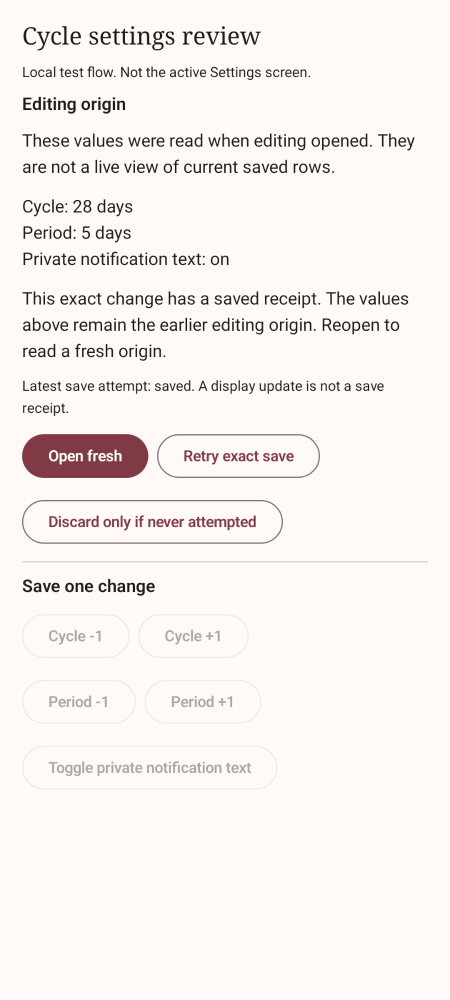 Cycle settings review
Local test flow. Not the active Settings screen.
Editing origin
These values were read when editing opened. They
are not a live view of current saved rows.
Cycle: 28 days
Period: 5 days
Private notification text: on
This exact change has a saved receipt. The values
above remain the earlier editing origin. Reopen to
read a fresh origin.
Latest save attempt: saved. A display update is not a save
receipt.
Open fresh
Retry exact save
Discard only if never attempted
Save one change
Cycle -1
Cycle +1
Period -1
Period +1
Toggle private notification text